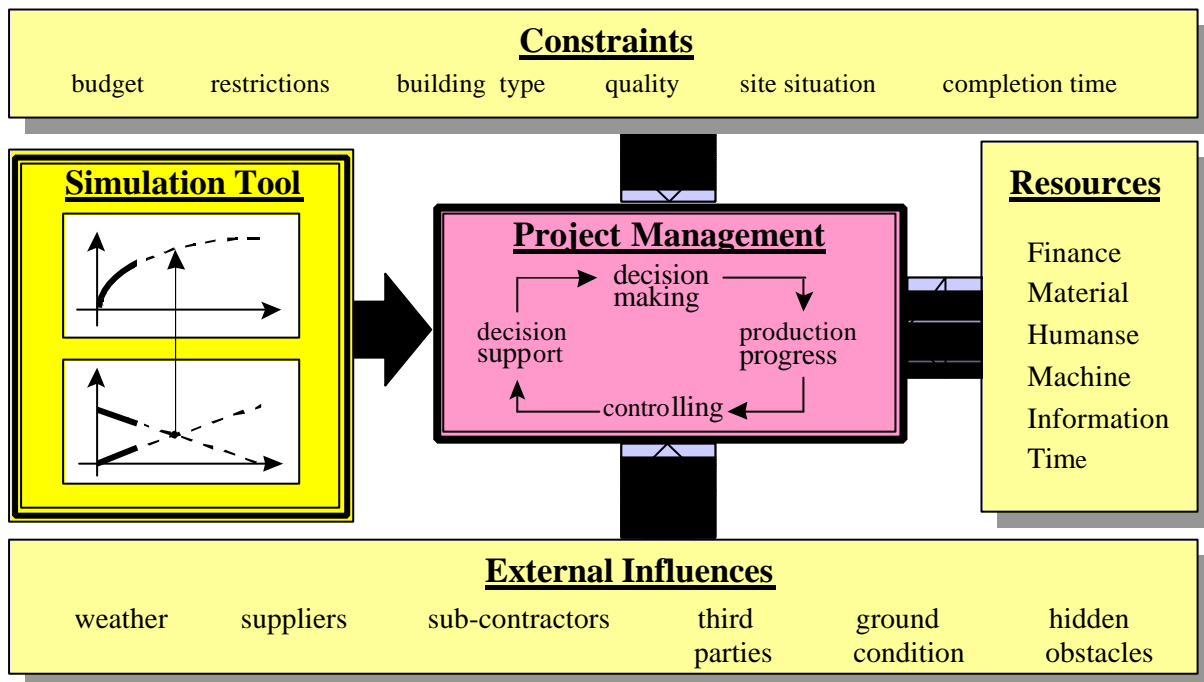 Constraints
budget restrictions building type quality site situation completion time
Simulation Tool
Project Management
decision
making
decision
support
production
progress
controlling
Resources
Finance
Material
Humanse
Machine
Information
Time
External Influences
weather suppliers sub-contractors third ground hidden
parties condition obstacles